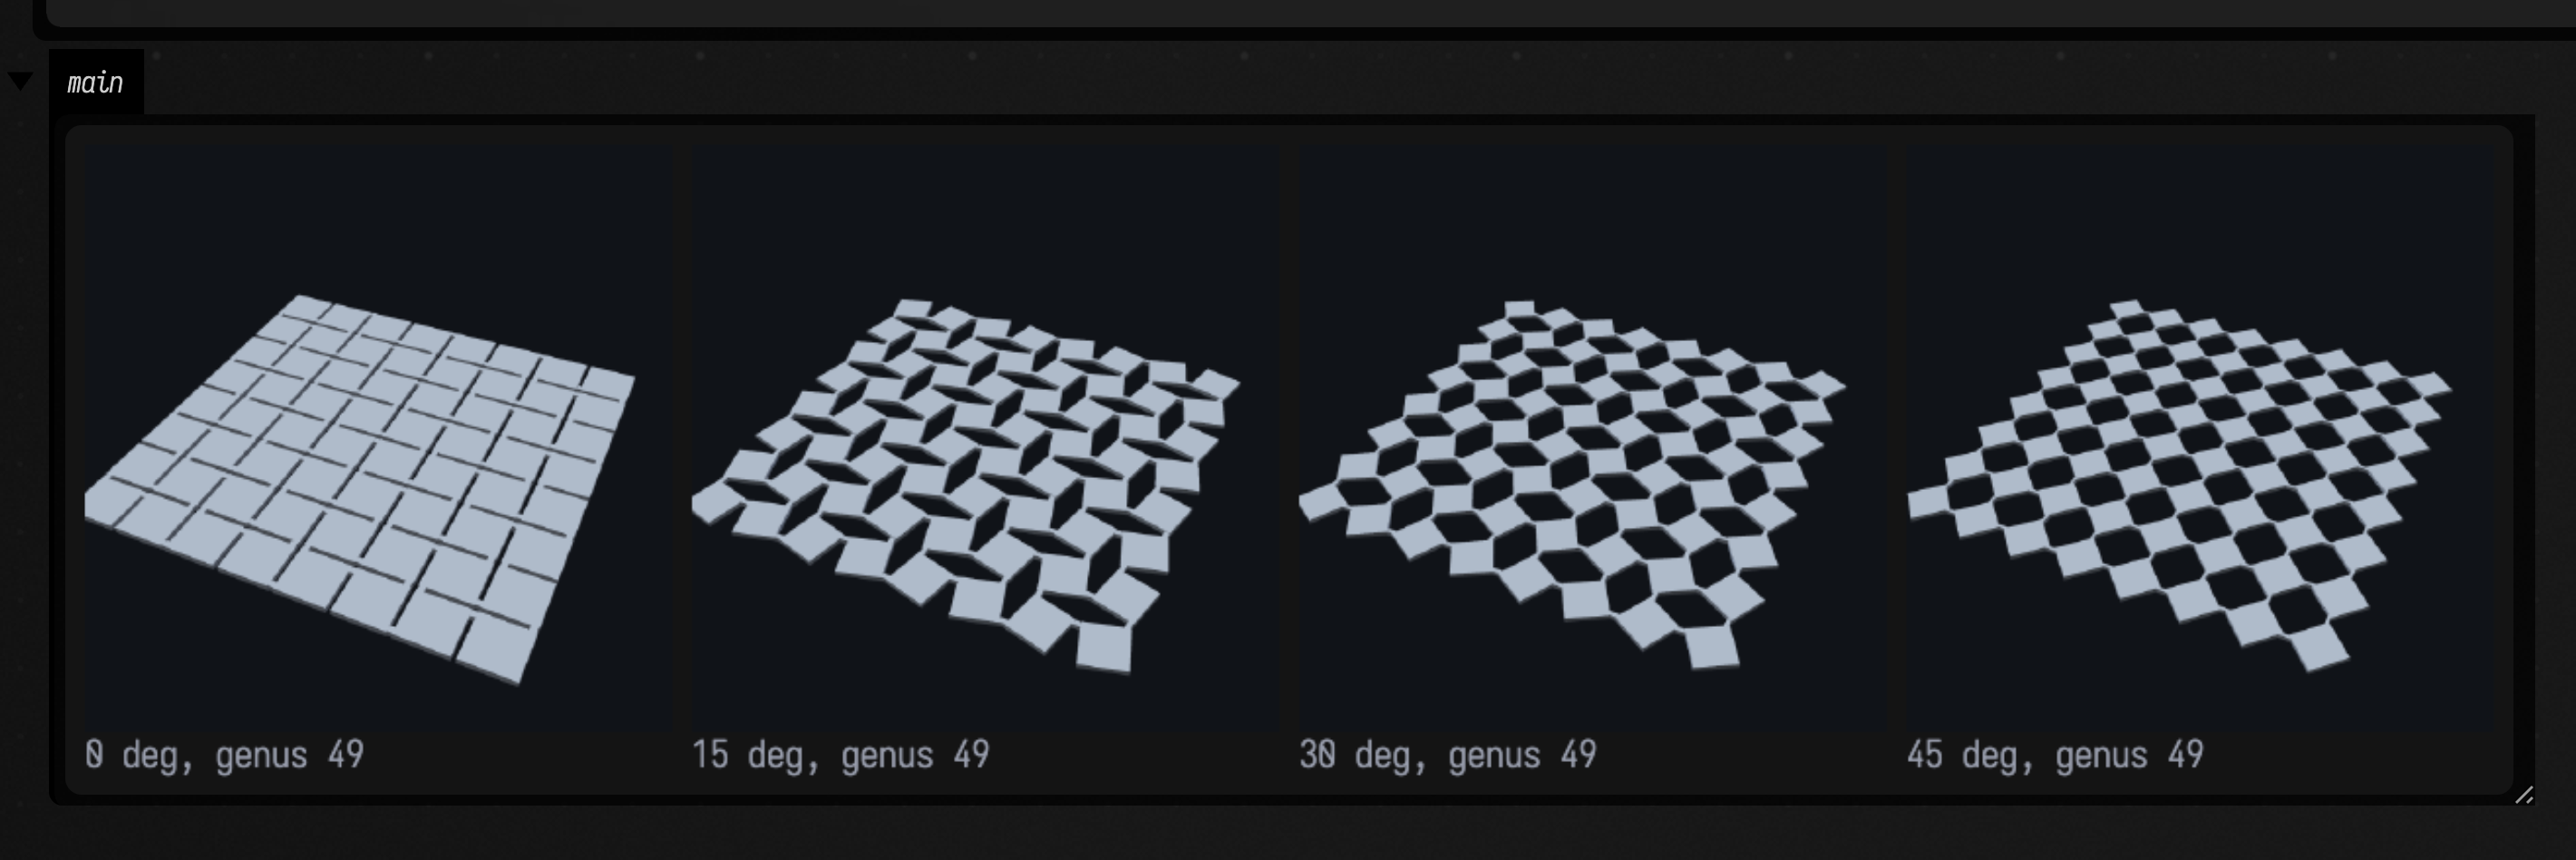 main
0 deg, genus 49
15 deg, genus 49
30 deg, genus 49
45 deg, genus 49